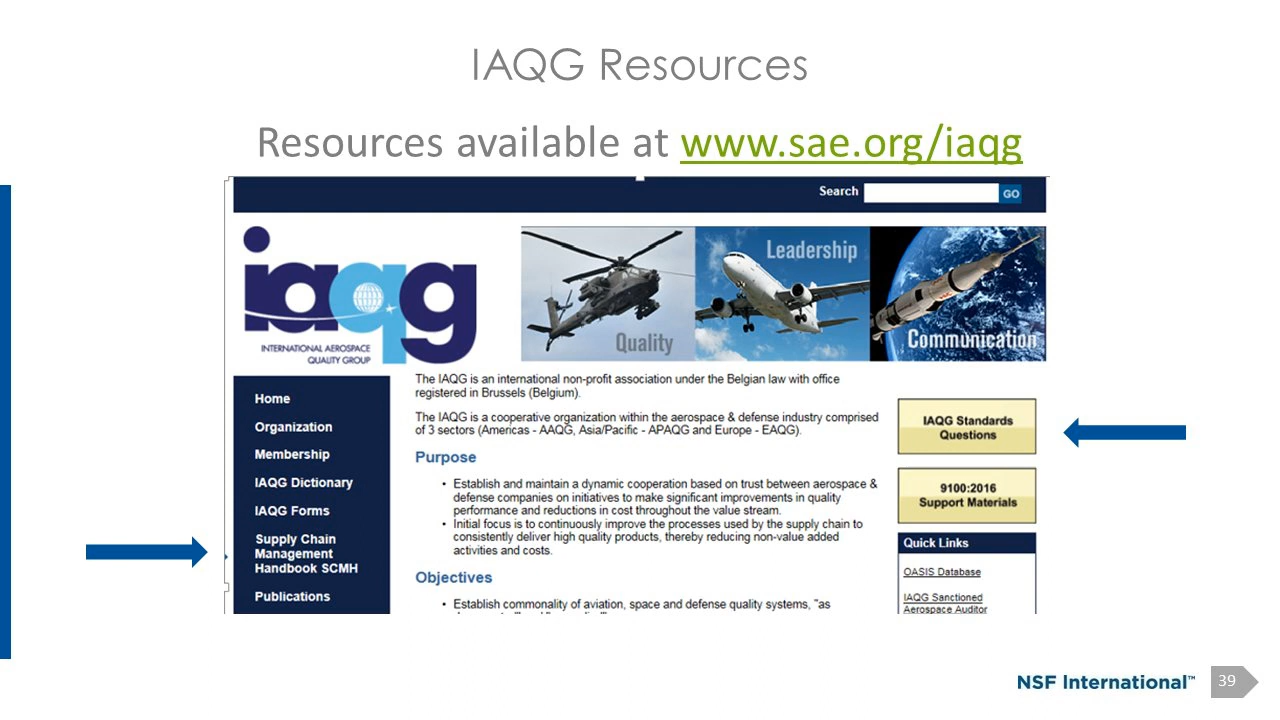 IAQG Resources
Resources available at www.sae.org/iaqg
Search
GO
iaqg
INTERNATIONAL AEROSPACE
QUALITY GROUP
Quality
Leadership
Communication
Home
Organization
Membership
IAQG Dictionary
IAQG Forms
Supply Chain
Management
Handbook SCMH
Publications
The IAQG is an international non-profit association under the Belgian law with office
registered in Brussels (Belgium).
The IAQG is a cooperative organization within the aerospace & defense industry comprised
of 3 sectors (Americas - AAQG, Asia/Pacific - APAQG and Europe - EAQG).
Purpose
• Establish and maintain a dynamic cooperation based on trust between aerospace &
defense companies on initiatives to make significant improvements in quality
performance and reductions in cost throughout the value stream.
• Initial focus is to continuously improve the processes used by the supply chain to
consistently deliver high quality products, thereby reducing non-value added
activities and costs.
Objectives
• Establish commonality of aviation, space and defense quality systems, "as
IAQG Standards
Questions
9100:2016
Support Materials
Quick Links
OASIS Database
IAQG Sanctioned
Aerospace Auditor
NSF International™
39